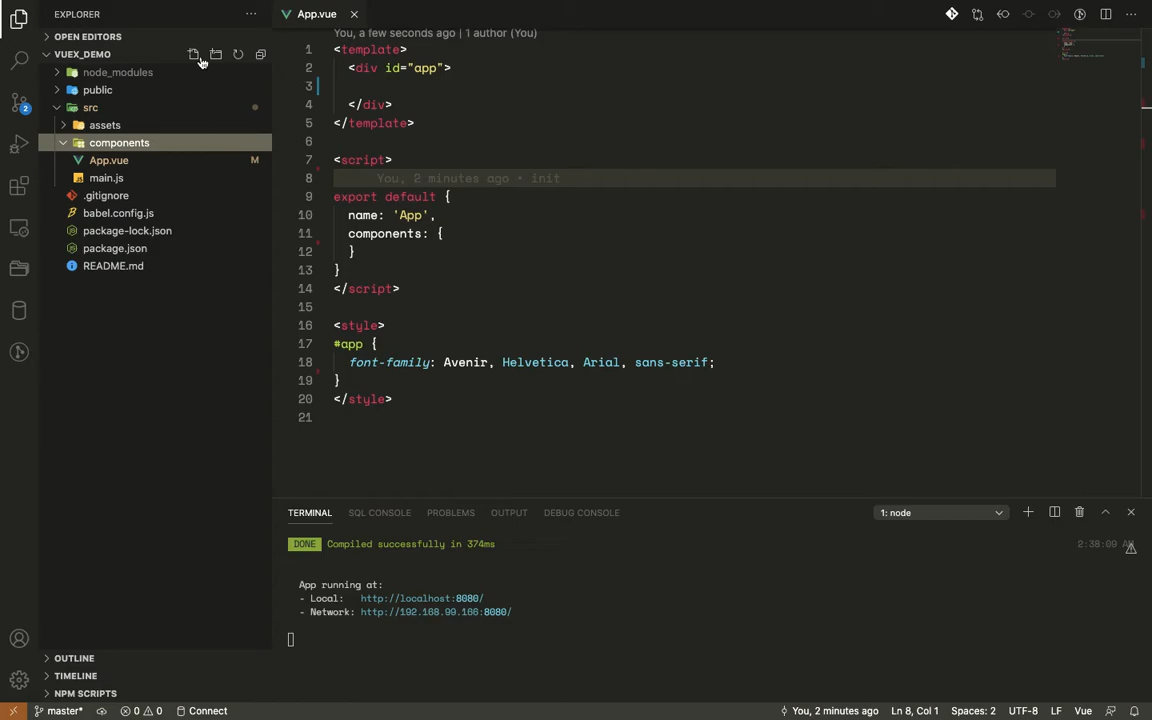 EXPLORER
App.vue
OPEN EDITORS
VUEX_DEMO
node_modules
public
src
assets
components
App.vue M
main.js
.gitignore
babel.config.js
package-lock.json
package.json
README.md
OUTLINE
TIMELINE
NPM SCRIPTS
2
You, a few seconds ago | 1 author (You)
1 <template>
2 <div id="app">
3
4 </div>
5 </template>
6
7 <script>
8 You, 2 minutes ago • init
9 export default {
10 name: 'App',
11 components: {
12 }
13 }
14 </script>
15
16 <style>
17 #app {
18 font-family: Avenir, Helvetica, Arial, sans-serif;
19 }
20 </style>
21
TERMINAL SQL CONSOLE PROBLEMS OUTPUT DEBUG CONSOLE 1: node
DONE Compiled successfully in 374ms 2:38:09
App running at:
- Local: http://localhost:8080/
- Network: http://192.168.99.166:8080/
master* 0 0 Connect You, 2 minutes ago Ln 8, Col 1 Spaces: 2 UTF-8 LF Vue